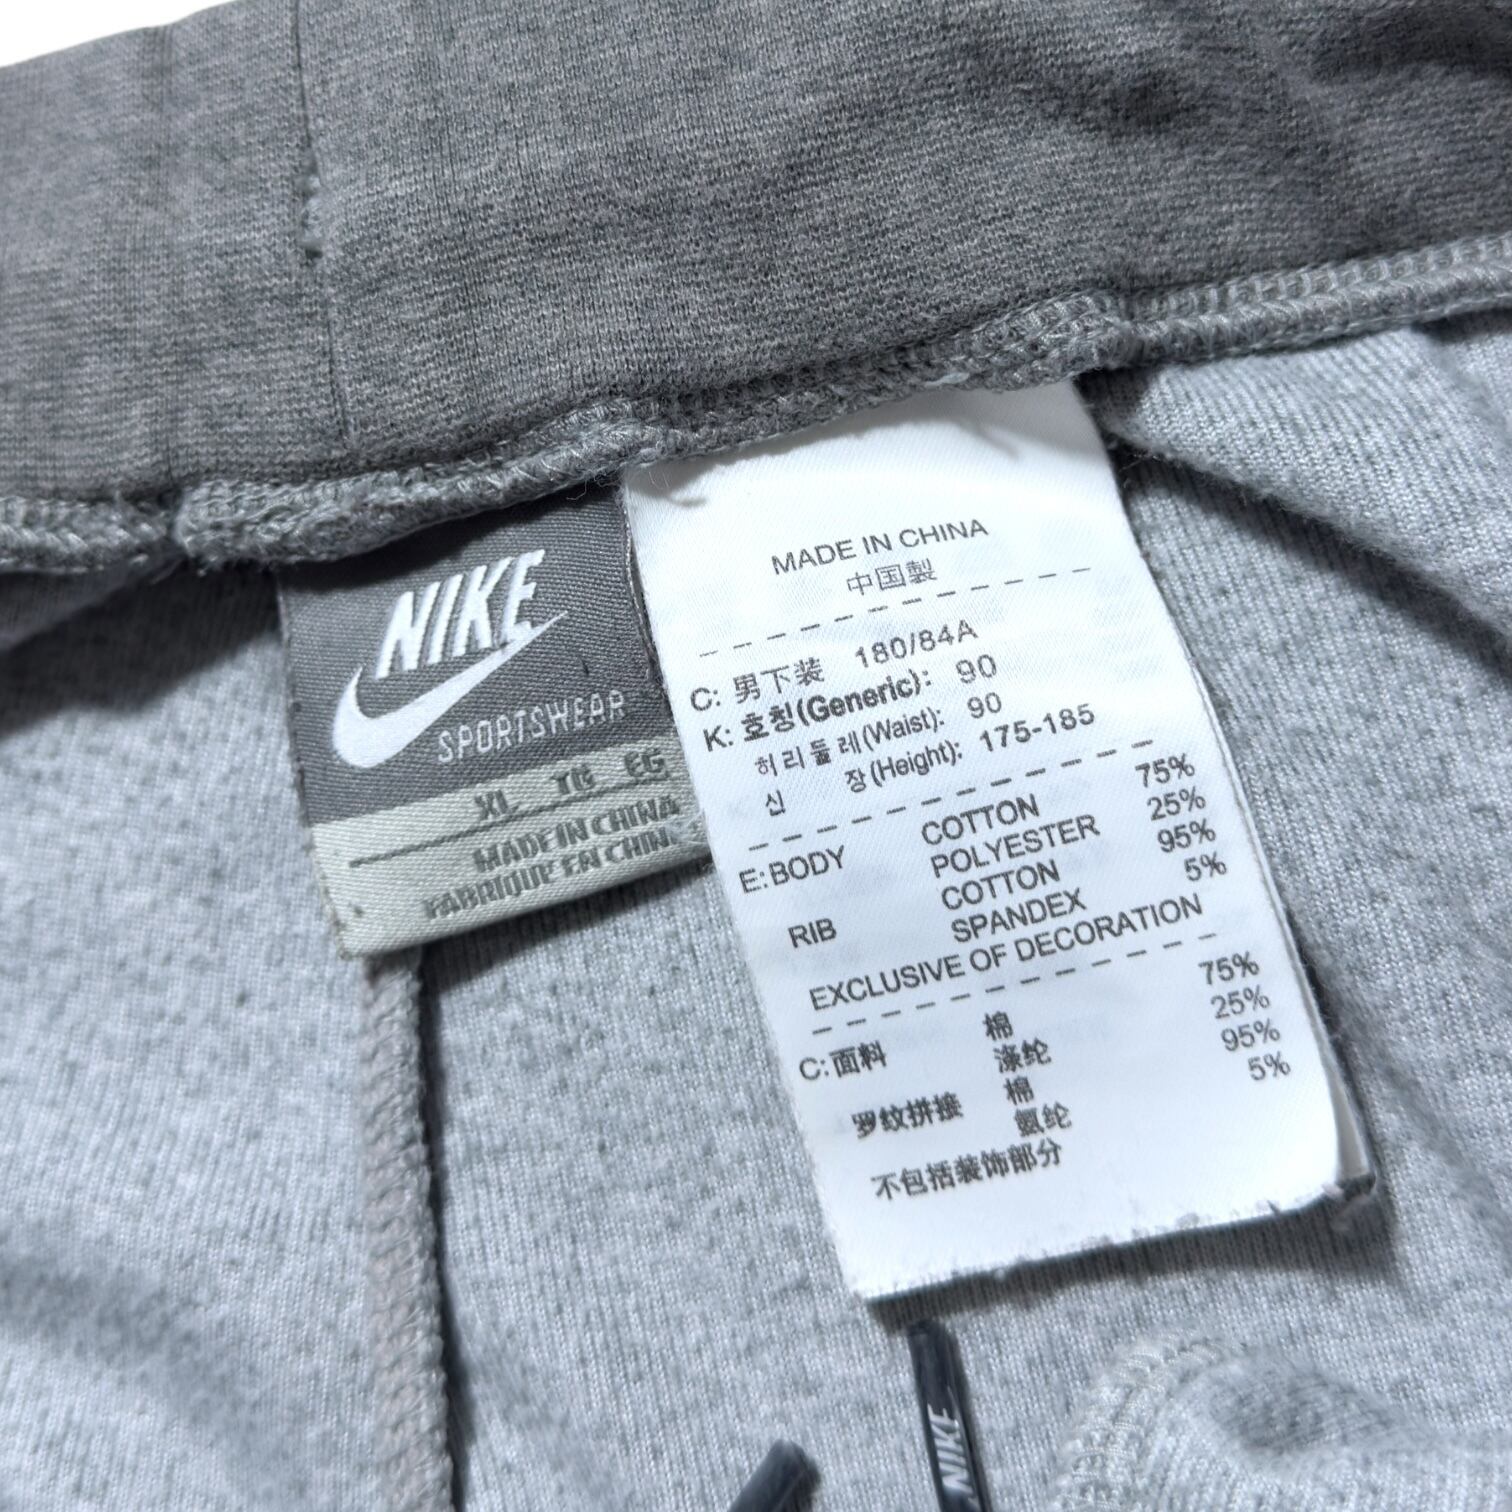 NIKE
SPORTSWEAR
XL TG EG
MADE IN CHINA
FABRIQUE EN CHINE
MADE IN CHINA
中国製
C: 男下装 180/84A
K: 호칭(Generic): 90
허리둘레(Waist): 90
신 장(Height): 175-185
E:BODY COTTON 75%
POLYESTER 25%
RIB COTTON 95%
SPANDEX 5%
EXCLUSIVE OF DECORATION
C:面料 棉 75%
涤纶 25%
罗纹拼接 棉 95%
氨纶 5%
不包括装饰部分
NIKE